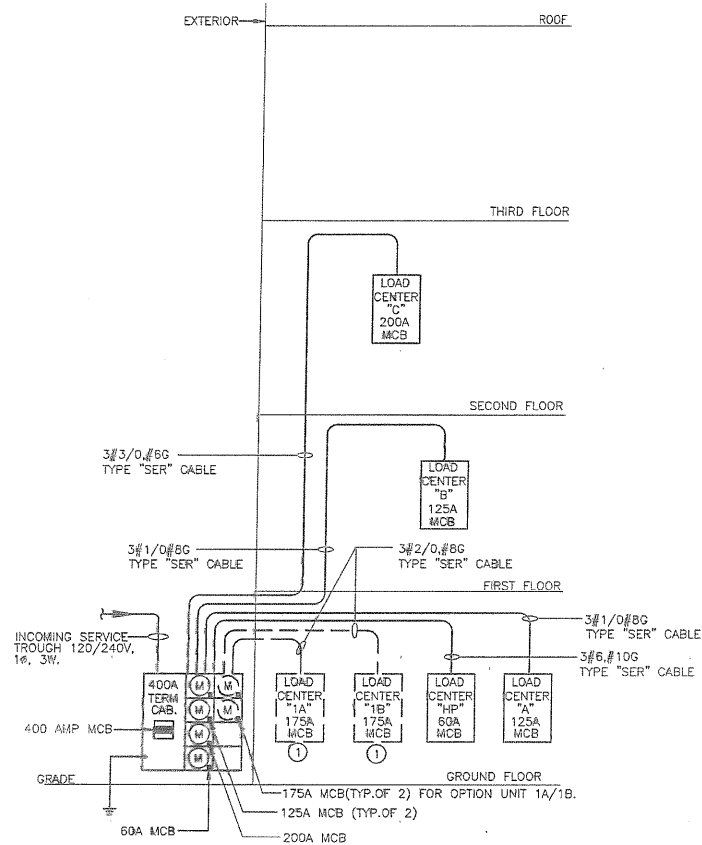 EXTERIOR
ROOF
THIRD FLOOR
LOAD
CENTER
"C"
200A
MCB
SECOND FLOOR
3#3/0,#6G
TYPE "SER" CABLE
LOAD
CENTER
"B"
125A
MCB
3#1/0#8G
TYPE "SER" CABLE
3#2/0,#8G
TYPE "SER" CABLE
FIRST FLOOR
3#1/0#8G
TYPE "SER" CABLE
INCOMING SERVICE
TROUGH 120/240V,
1ø, 3W.
3#6,#10G
TYPE "SER" CABLE
400A
TERM
CAB.
M
M
M
M
M
M
LOAD
CENTER
"1A"
175A
MCB
1
LOAD
CENTER
"1B"
175A
MCB
1
LOAD
CENTER
"HP"
60A
MCB
LOAD
CENTER
"A"
125A
MCB
400 AMP MCB
GRADE
GROUND FLOOR
175A MCB(TYP.OF 2) FOR OPTION UNIT 1A/1B.
125A MCB (TYP.OF 2)
60A MCB
200A MCB